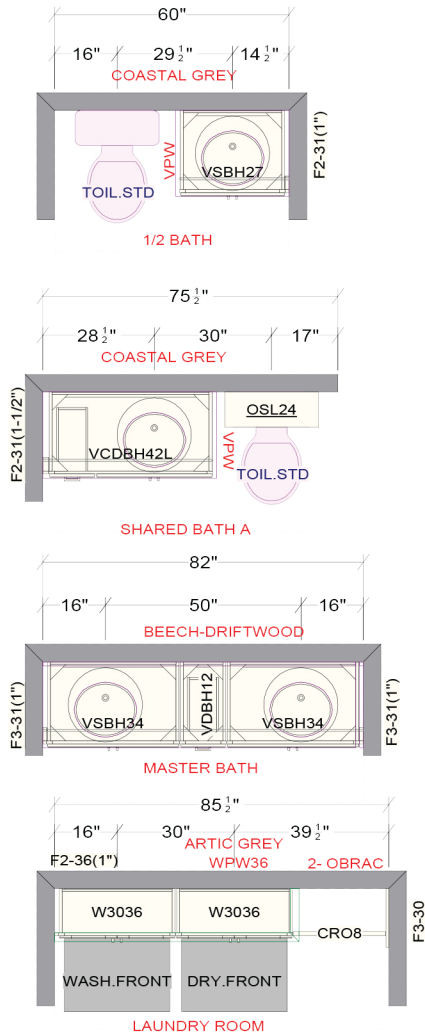 60"
16" 29 1/2" 14 1/2"
COASTAL GREY
F2-31(1")
VPW
VSBH27
TOIL.STD
1/2 BATH
75 1/2"
28 1/2" 30" 17"
COASTAL GREY
F2-31(1-1/2")
OSL24
VCDBH42L
VPW
TOIL.STD
SHARED BATH A
82"
16" 50" 16"
BEECH-DRIFTWOOD
F3-31(1")
VSBH34
VDBH12
VSBH34
F3-31(1")
MASTER BATH
85 1/2"
16" 30" 39 1/2"
ARTIC GREY
F2-36(1") WPW36 2- OBRAC
W3036 W3036
CRO8
F3-30
WASH.FRONT DRY.FRONT
LAUNDRY ROOM